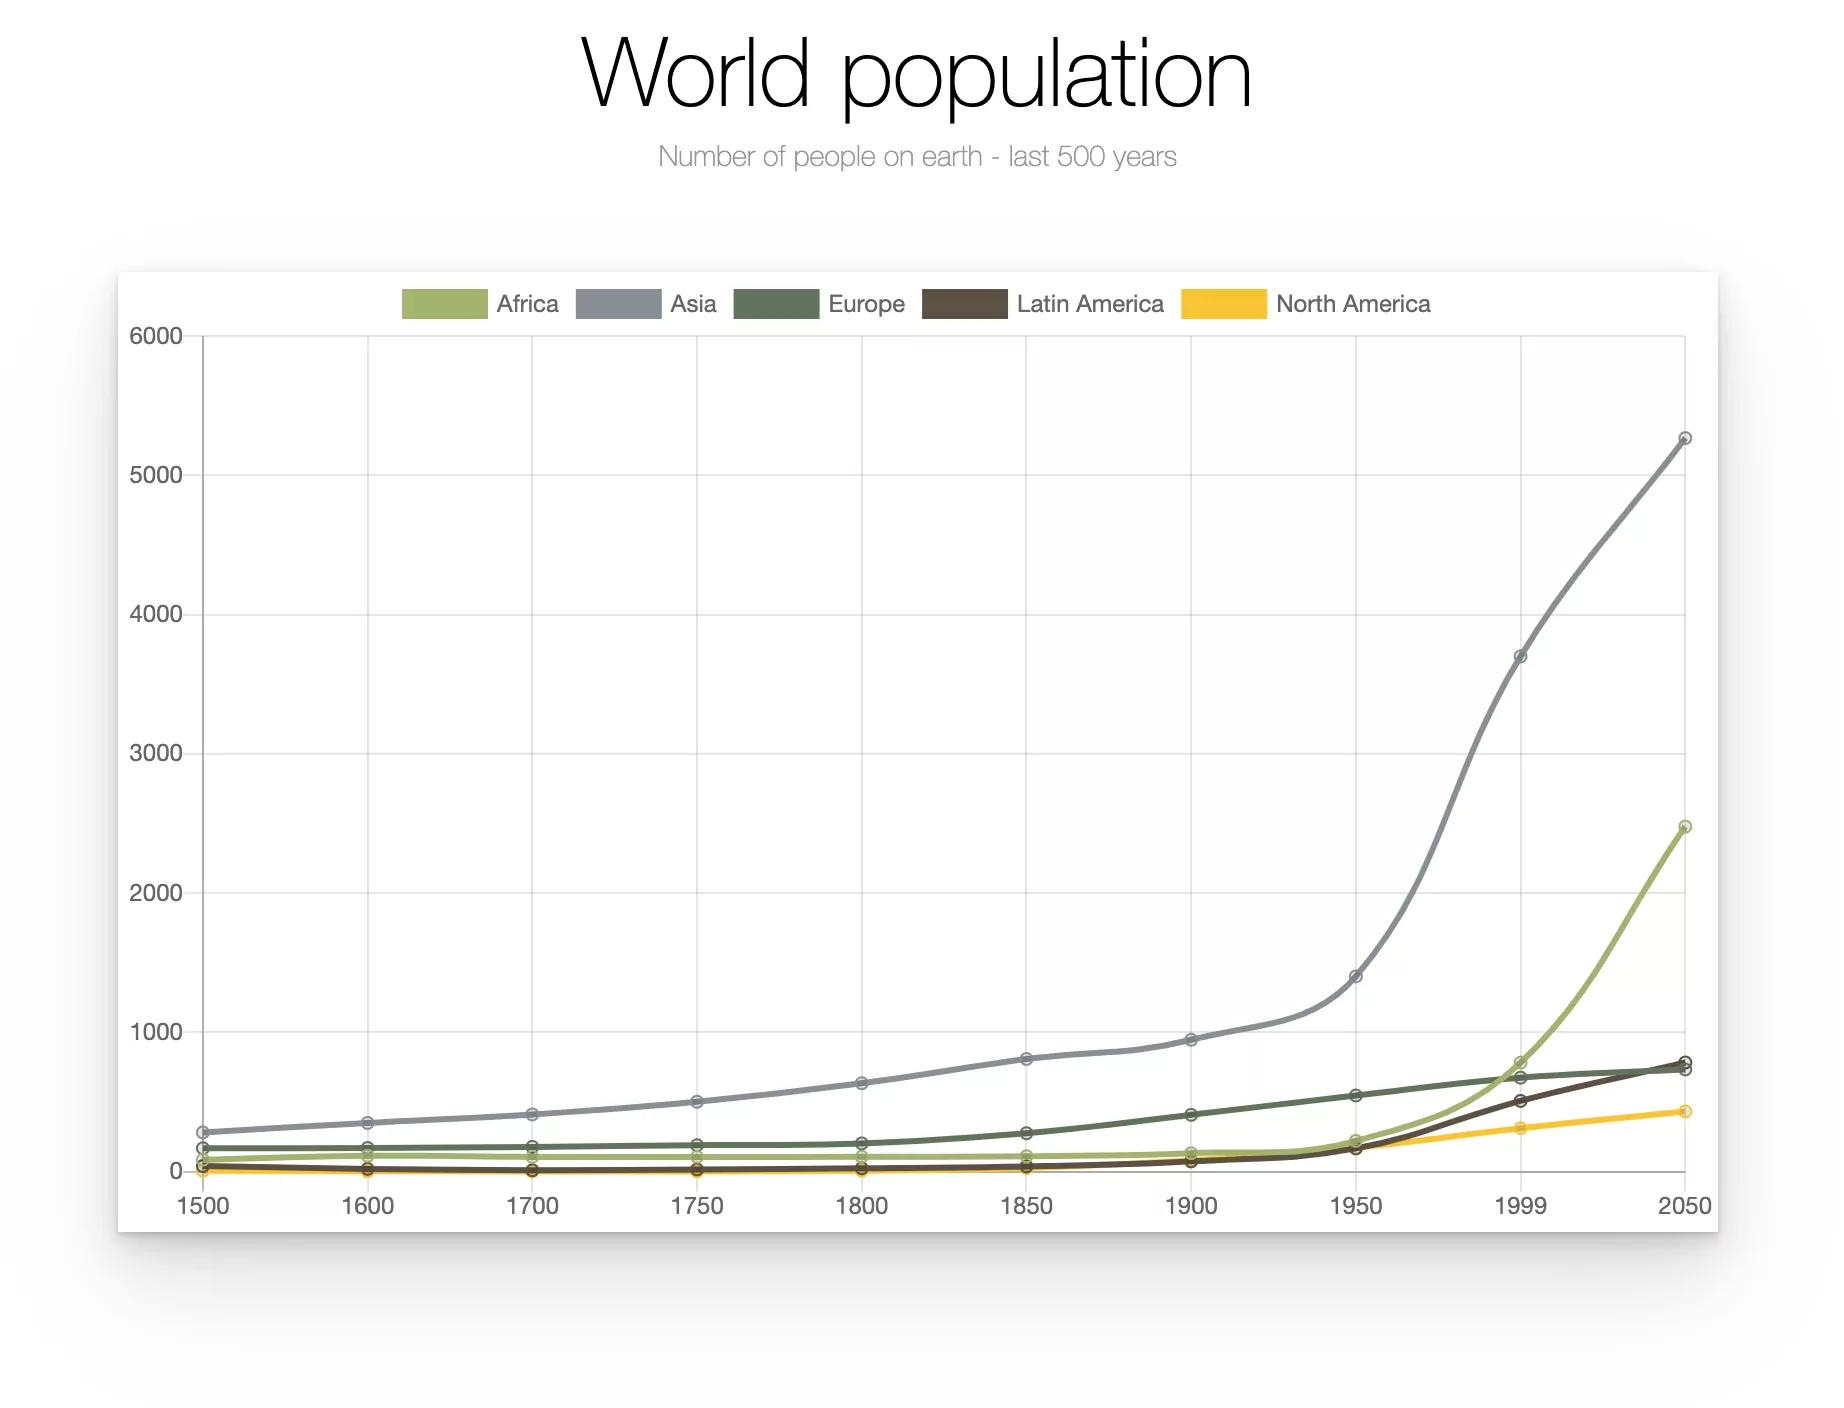 World population
Number of people on earth - last 500 years
Africa Asia Europe Latin America North America
6000
5000
4000
3000
2000
1000
0
1500 1600 1700 1750 1800 1850 1900 1950 1999 2050